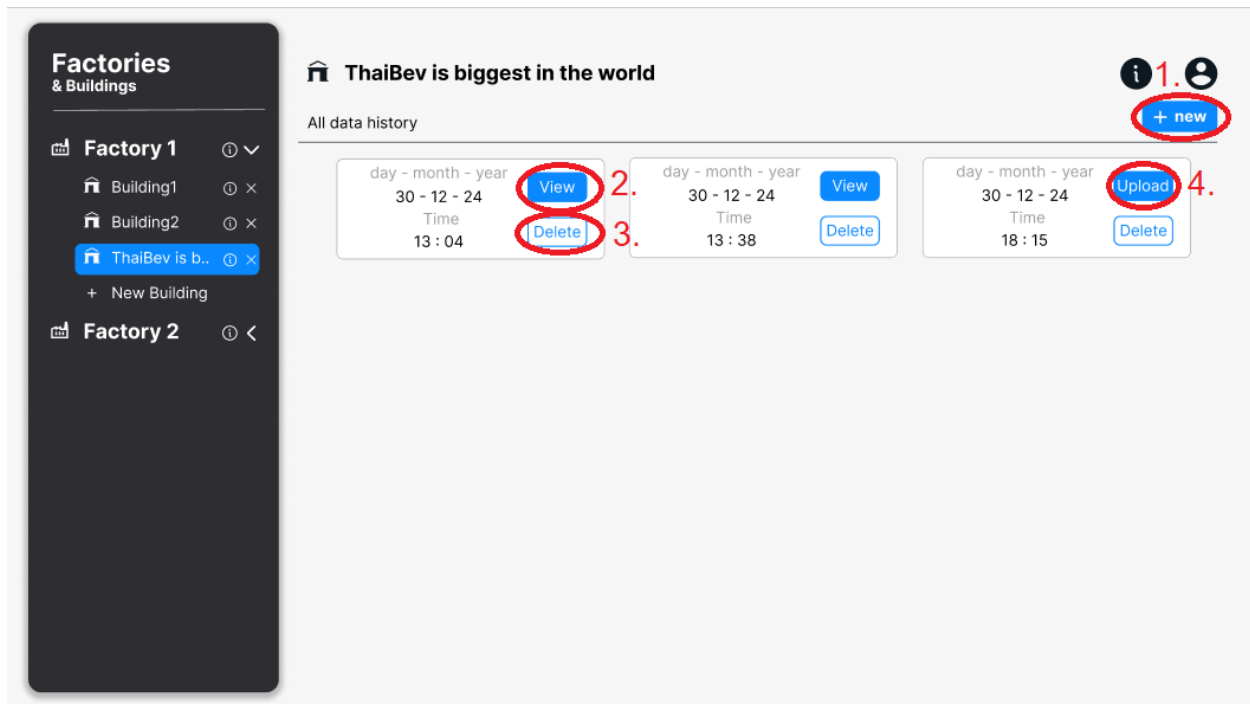 Factories
& Buildings
Factory 1
Building1
Building2
ThaiBev is b..
+ New Building
Factory 2
ThaiBev is biggest in the world
1.
All data history
+ new
day - month - year
30 - 12 - 24
Time
13 : 04
View
2.
Delete
3.
day - month - year
30 - 12 - 24
Time
13 : 38
View
Delete
day - month - year
30 - 12 - 24
Time
18 : 15
Upload
4.
Delete